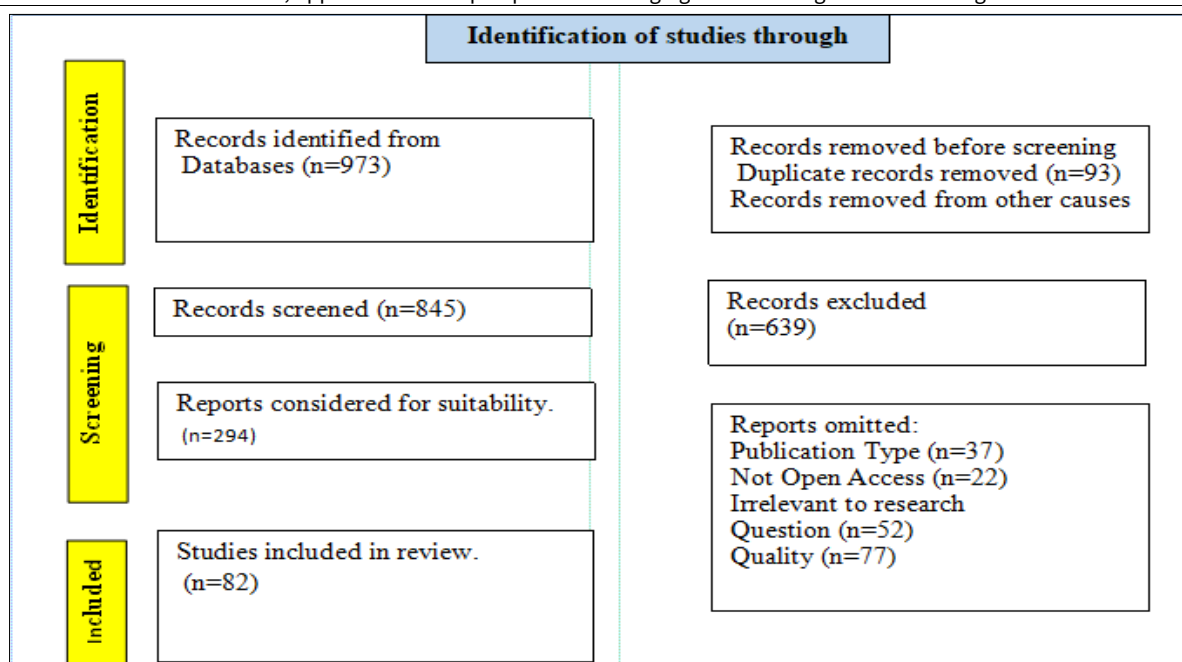 Identification of studies through
Identification
Records identified from
Databases (n=973)
Records removed before screening
Duplicate records removed (n=93)
Records removed from other causes
Screening
Records screened (n=845)
Records excluded
(n=639)
Reports considered for suitability.
(n=294)
Reports omitted:
Publication Type (n=37)
Not Open Access (n=22)
Irrelevant to research
Question (n=52)
Quality (n=77)
Included
Studies included in review.
(n=82)